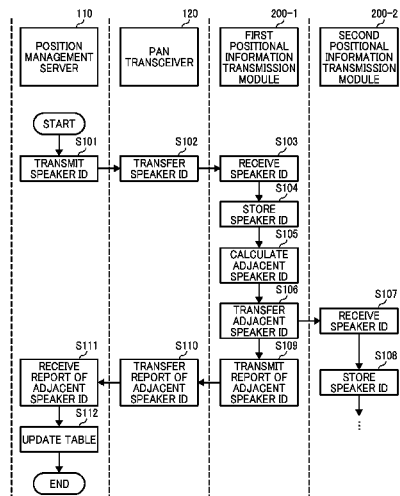 110
120
200-1
200-2
POSITION
MANAGEMENT
SERVER
PAN
TRANSCEIVER
FIRST
POSITIONAL
INFORMATION
TRANSMISSION
MODULE
SECOND
POSITIONAL
INFORMATION
TRANSMISSION
MODULE
START
S101
TRANSMIT
SPEAKER ID
S102
TRANSFER
SPEAKER ID
S103
RECEIVE
SPEAKER ID
S104
STORE
SPEAKER ID
S105
CALCULATE
ADJACENT
SPEAKER ID
S106
TRANSFER
ADJACENT
SPEAKER ID
S107
RECEIVE
SPEAKER ID
S108
STORE
SPEAKER ID
S109
TRANSMIT
REPORT OF
ADJACENT
SPEAKER ID
S110
TRANSFER
REPORT OF
ADJACENT
SPEAKER ID
S111
RECEIVE
REPORT OF
ADJACENT
SPEAKER ID
S112
UPDATE TABLE
END